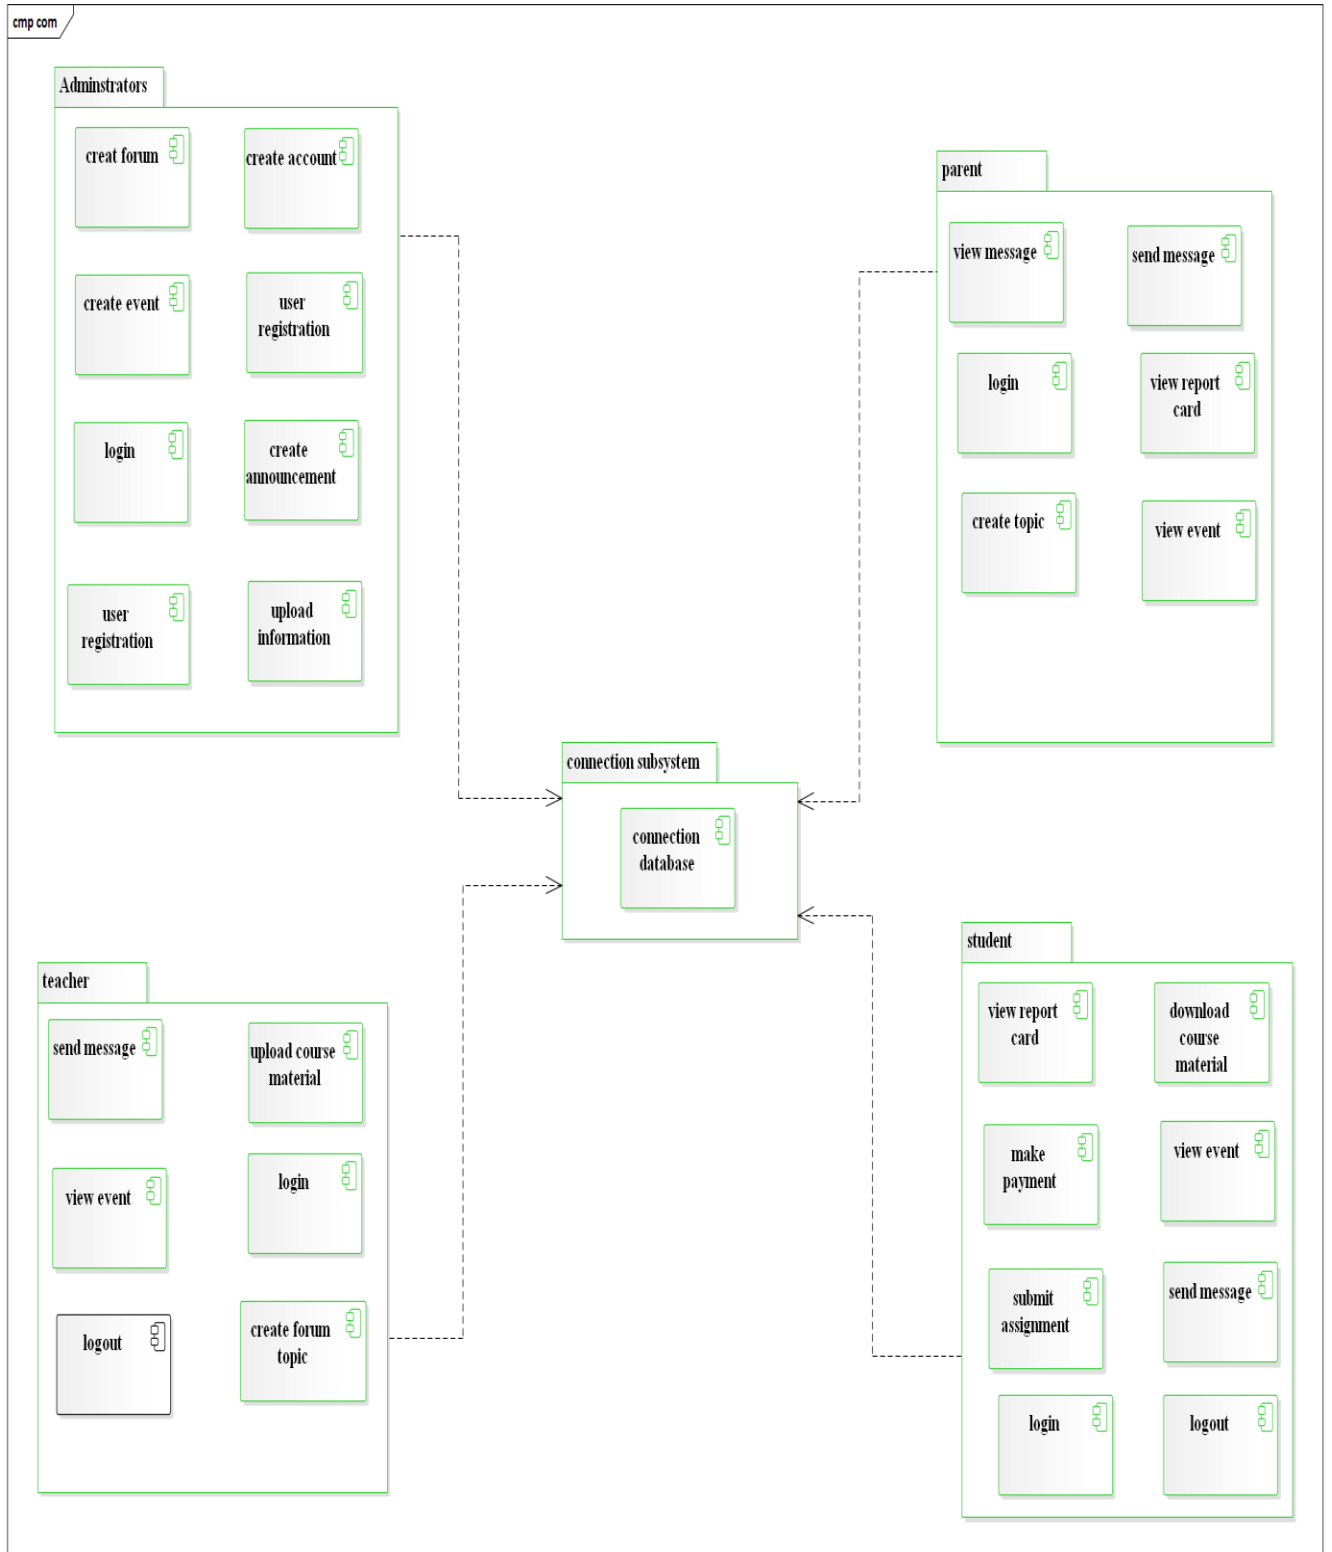 cmp com
Adminstrators
creat forum
create account
create event
user
registration
login
create
announcement
user
registration
upload
information
parent
view message
send message
login
view report
card
create topic
view event
connection subsystem
connection
database
teacher
send message
upload course
material
view event
login
logout
create forum
topic
student
view report
card
download
course
material
make
payment
view event
submit
assignment
send message
login
logout